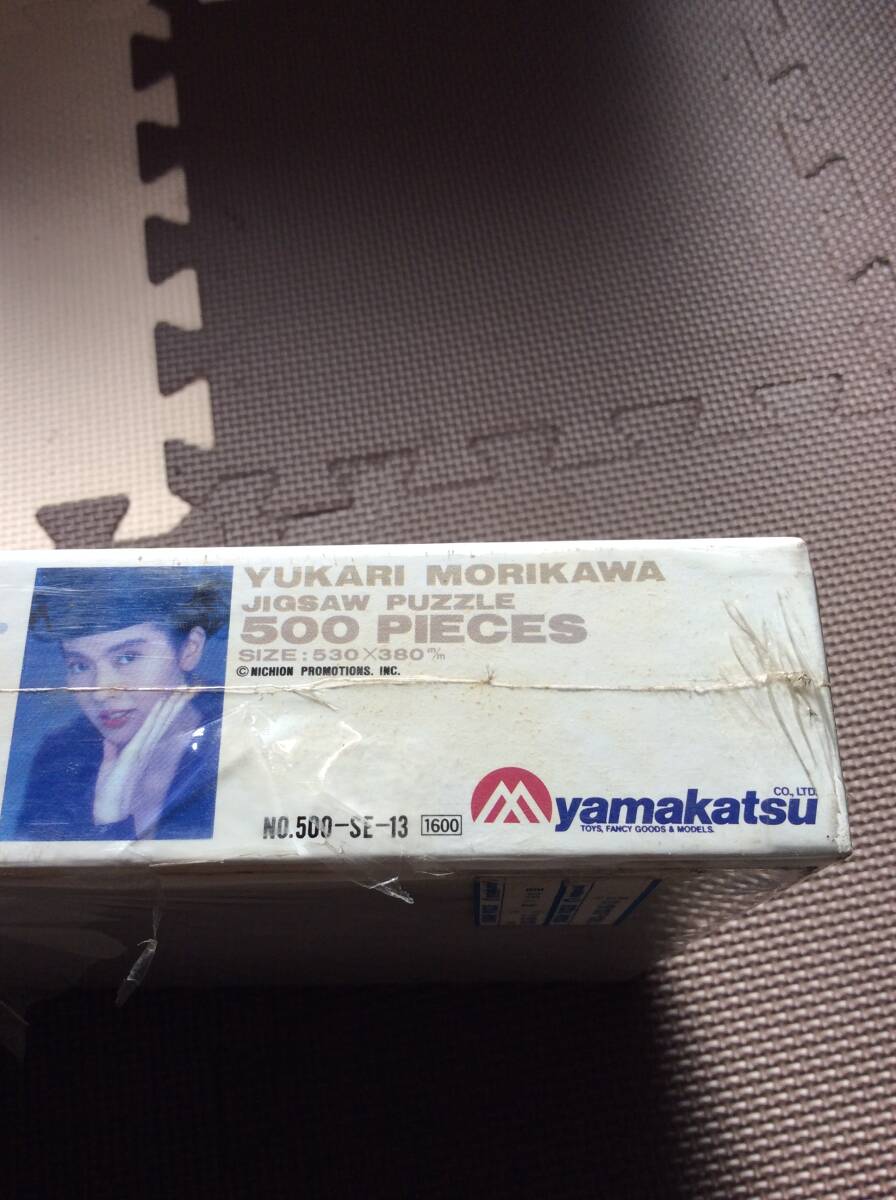 YUKARI MORIKAWA
JIGSAW PUZZLE
500 PIECES
SIZE:530×380m/m
©NICHION PROMOTIONS. INC.
NO.500-SE-13 1600
yamakatsu CO., LTD.
TOYS, FANCY GOODS & MODELS.